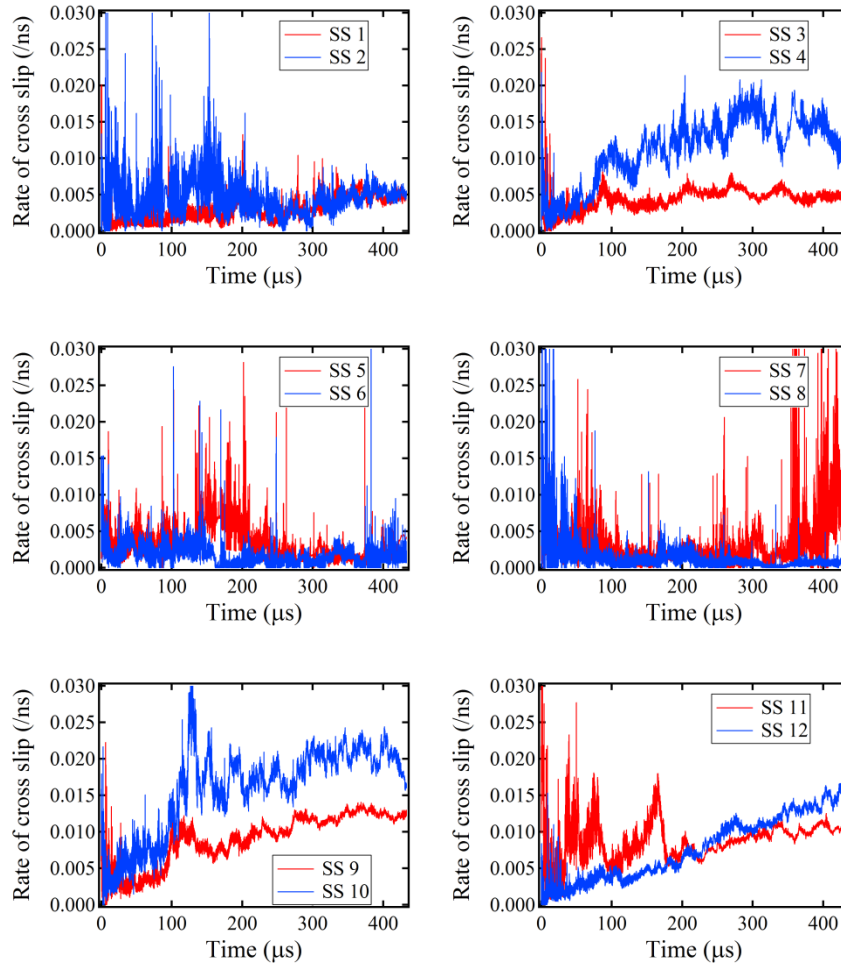 Rate of cross slip (/ns)
0.030
0.025
0.020
0.015
0.010
0.005
0.000
SS 1
SS 2
0 100 200 300 400
Time (μs)
Rate of cross slip (/ns)
0.030
0.025
0.020
0.015
0.010
0.005
0.000
SS 3
SS 4
0 100 200 300 400
Time (μs)
Rate of cross slip (/ns)
0.030
0.025
0.020
0.015
0.010
0.005
0.000
SS 5
SS 6
0 100 200 300 400
Time (μs)
Rate of cross slip (/ns)
0.030
0.025
0.020
0.015
0.010
0.005
0.000
SS 7
SS 8
0 100 200 300 400
Time (μs)
Rate of cross slip (/ns)
0.030
0.025
0.020
0.015
0.010
0.005
0.000
SS 9
SS 10
0 100 200 300 400
Time (μs)
Rate of cross slip (/ns)
0.030
0.025
0.020
0.015
0.010
0.005
0.000
SS 11
SS 12
0 100 200 300 400
Time (μs)